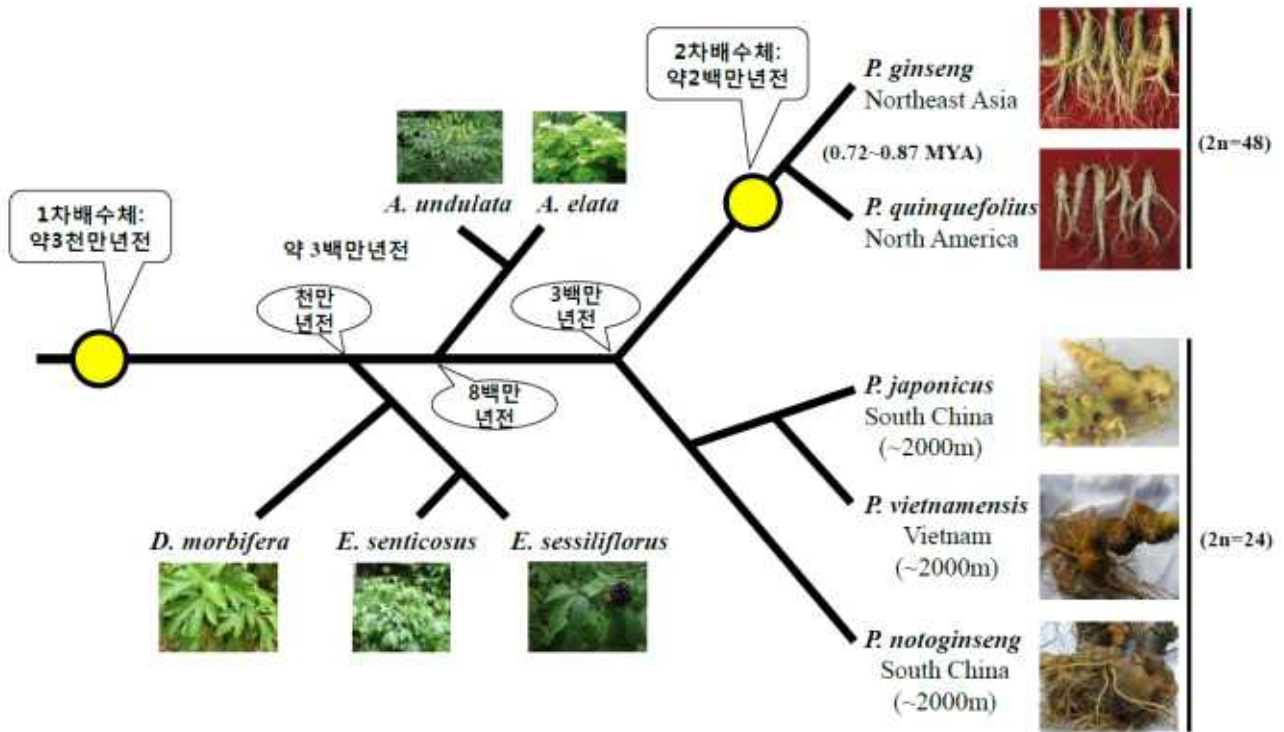 2차배수체:
약2백만년전
P. ginseng
Northeast Asia
(0.72~0.87 MYA)
(2n=48)
P. quinquefolius
North America
A. undulata
A. elata
1차배수체:
약3천만년전
약 3백만년전
천만
년전
3백만
년전
8백만
년전
P. japonicus
South China
(~2000m)
P. vietnamensis
Vietnam
(~2000m)
(2n=24)
D. morbifera
E. senticosus
E. sessiliflorus
P. notoginseng
South China
(~2000m)